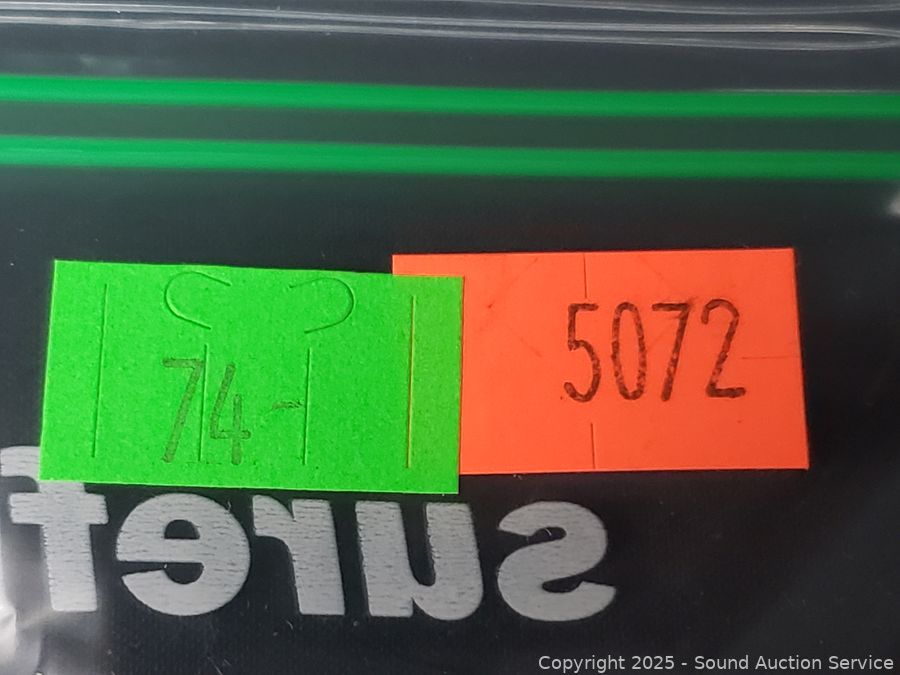 74-
5072
suref
Copyright 2025 - Sound Auction Service